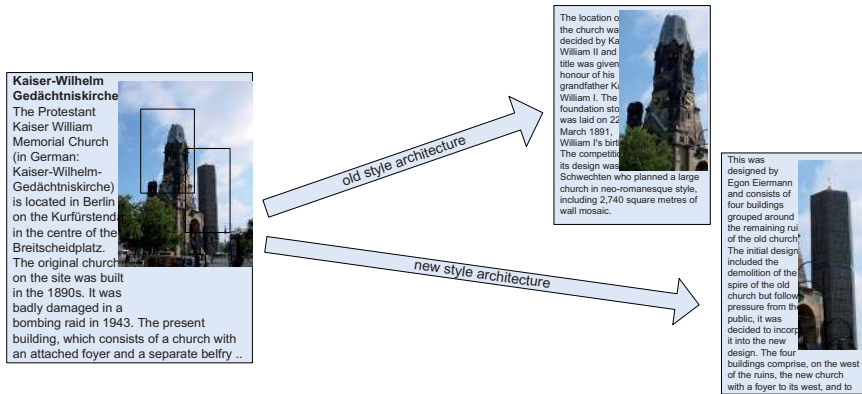 Kaiser-Wilhelm
Gedächtniskirche
The Protestant
Kaiser William
Memorial Church
(in German:
Kaiser-Wilhelm-
Gedächtniskirche)
is located in Berlin
on the Kurfürstend
in the centre of the
Breitscheidplatz.
The original church
on the site was built
in the 1890s. It was
badly damaged in a
bombing raid in 1943. The present
building, which consists of a church with
an attached foyer and a separate belfry ..
old style architecture
new style architecture
The location o
the church wa
decided by Ka
William II and
title was given
honour of his
grandfather Ka
William I. The
foundation sto
was laid on 22
March 1891,
William I's birt
The competitio
its design was
Schwechten who planned a large
church in neo-romanesque style,
including 2,740 square metres of
wall mosaic.
This was
designed by
Egon Eiermann
and consists of
four buildings
grouped around
the remaining rui
of the old church
The initial design
included the
demolition of the
spire of the old
church but follow
pressure from the
public, it was
decided to incorp
it into the new
design. The four
buildings comprise, on the west
of the ruins, the new church
with a foyer to its west, and to